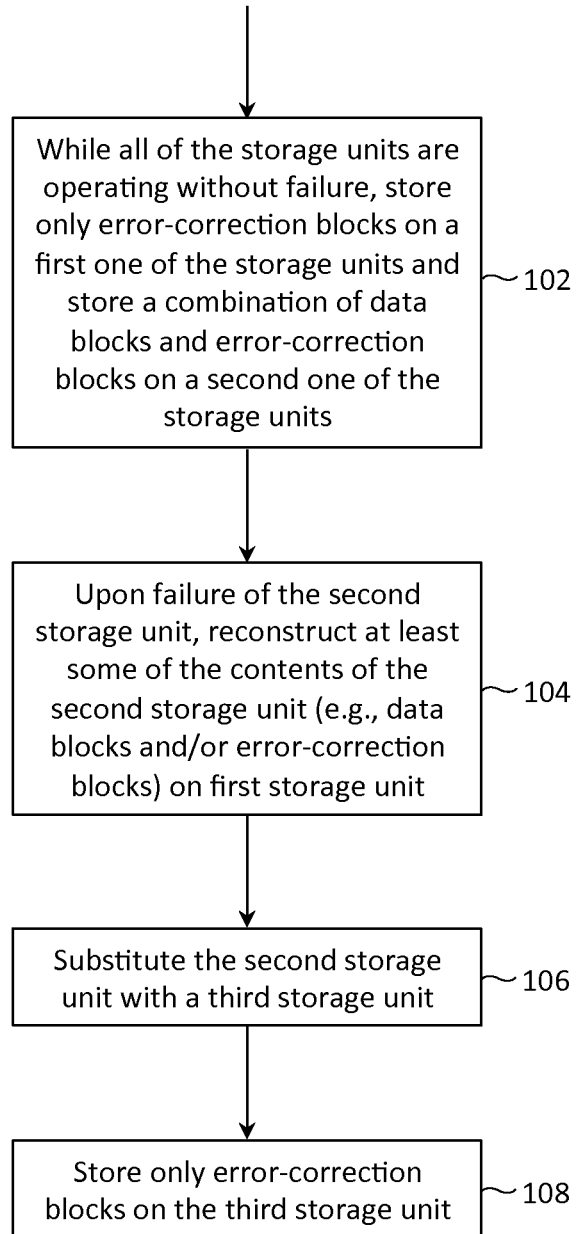 While all of the storage units are
operating without failure, store
only error-correction blocks on a
first one of the storage units and
store a combination of data
blocks and error-correction
blocks on a second one of the
storage units
102
Upon failure of the second
storage unit, reconstruct at least
some of the contents of the
second storage unit (e.g., data
blocks and/or error-correction
blocks) on first storage unit
104
Substitute the second storage
unit with a third storage unit
106
Store only error-correction
blocks on the third storage unit
108